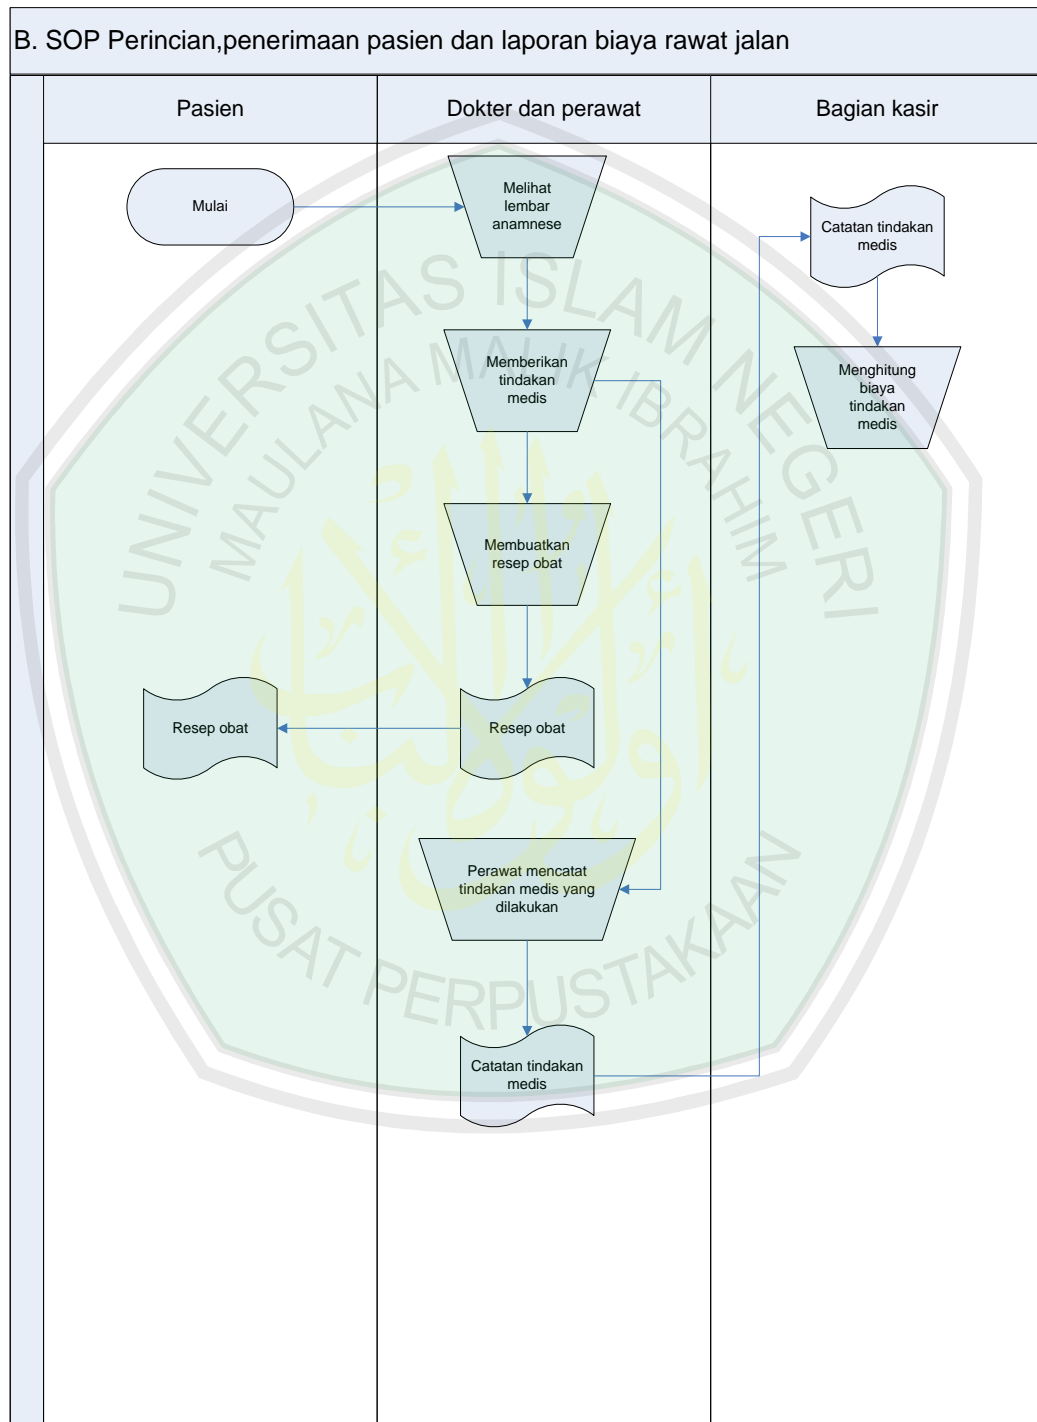 B. SOP Perincian,penerimaan pasien dan laporan biaya rawat jalan
Pasien
Dokter dan perawat
Bagian kasir
Mulai
Melihat
lembar
anamnese
Catatan tindakan
medis
Memberikan
tindakan
medis
Menghitung
biaya
tindakan
medis
Membuatkan
resep obat
Resep obat
Resep obat
Perawat mencatat
tindakan medis yang
dilakukan
Catatan tindakan
medis
UNIVERSITAS ISLAM NEGERI
MAULANA MALIK IBRAHIM
PUSAT PERPUSTAKAAN